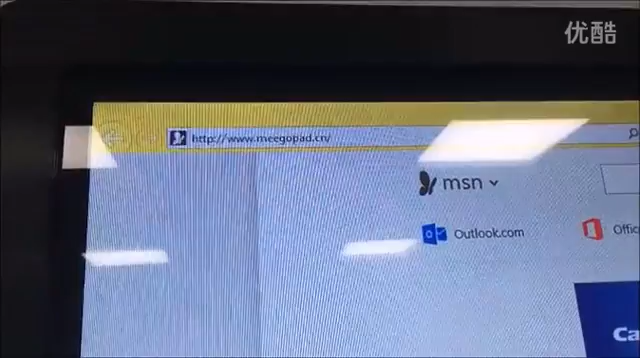 优酷
http://www.meegopad.cn/
msn
Outlook.com
Offic
Ca